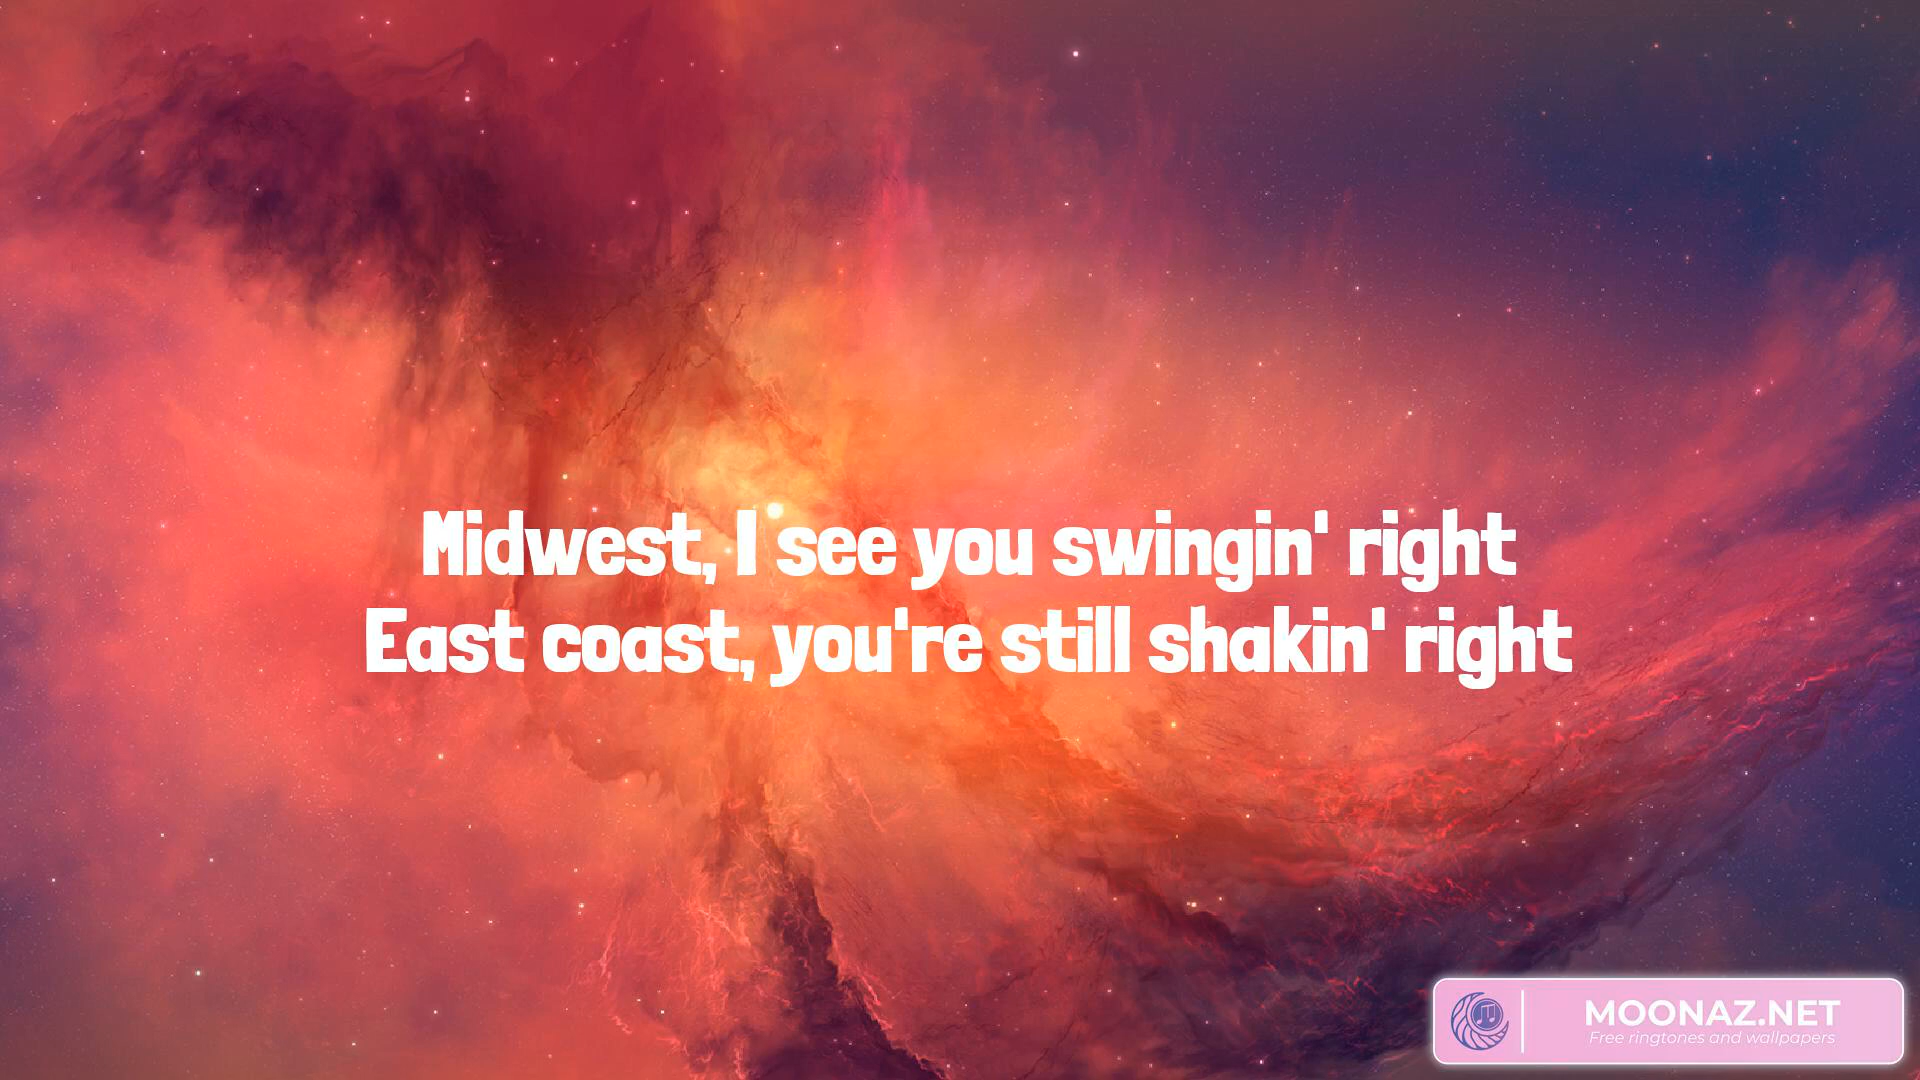 Midwest, I see you swingin' right
East coast, you're still shakin' right
MOONAZ.NET
Free ringtones and wallpapers